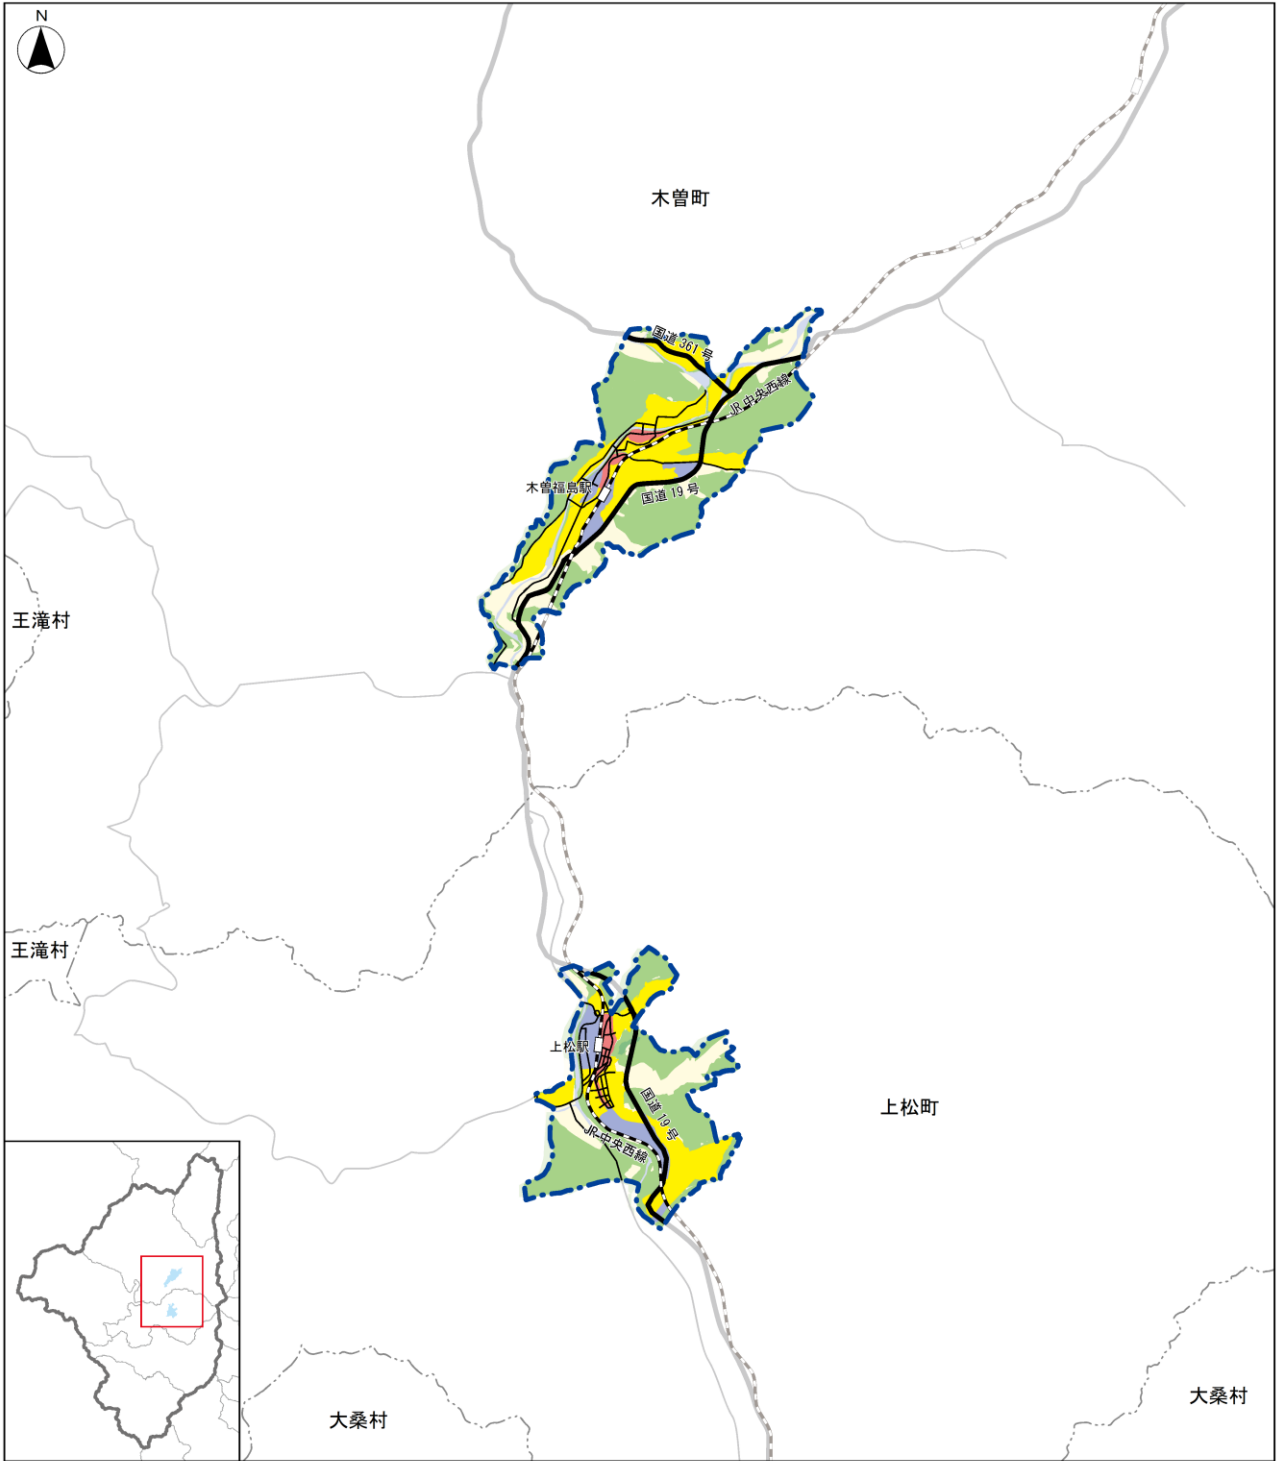 N
木曽町
国道 361 号
JR 中央西線
木曽福島駅
国道 19 号
王滝村
王滝村
上松駅
国道 19 号
上松町
JR 中央西線
大桑村
大桑村